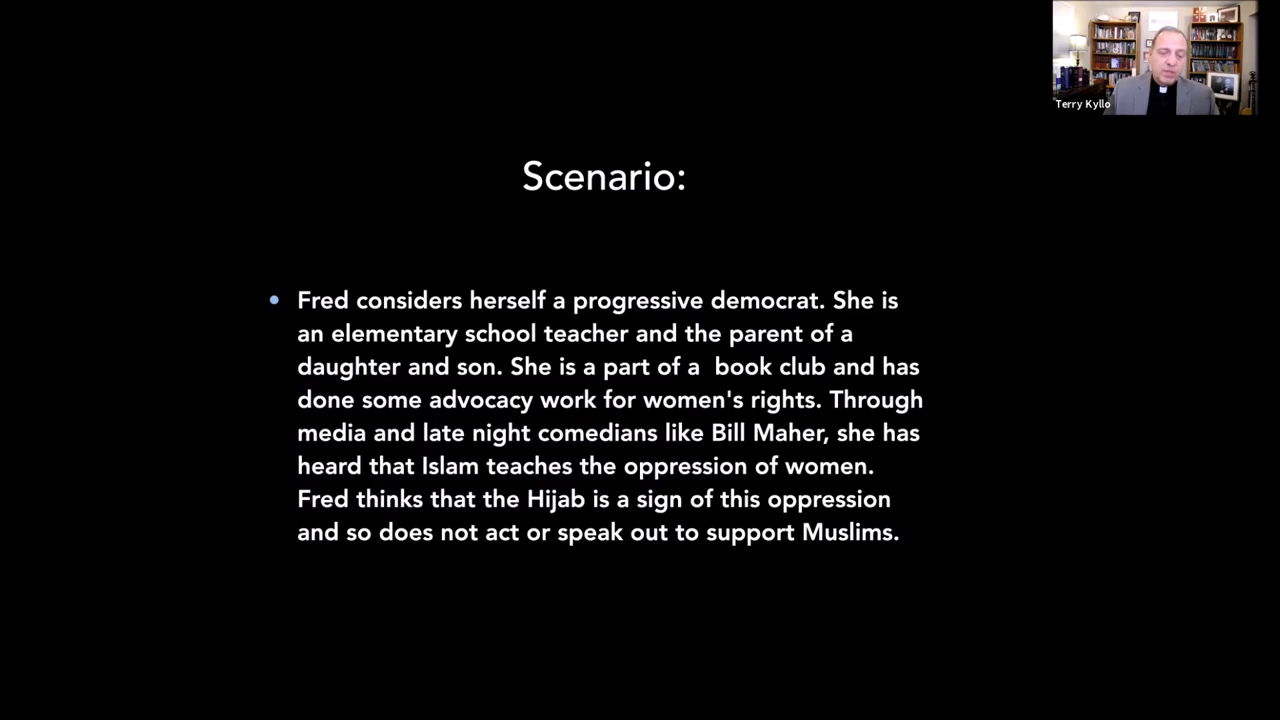 Terry Kyllo
Scenario:
• Fred considers herself a progressive democrat. She is
an elementary school teacher and the parent of a
daughter and son. She is a part of a  book club and has
done some advocacy work for women's rights. Through
media and late night comedians like Bill Maher, she has
heard that Islam teaches the oppression of women.
Fred thinks that the Hijab is a sign of this oppression
and so does not act or speak out to support Muslims.